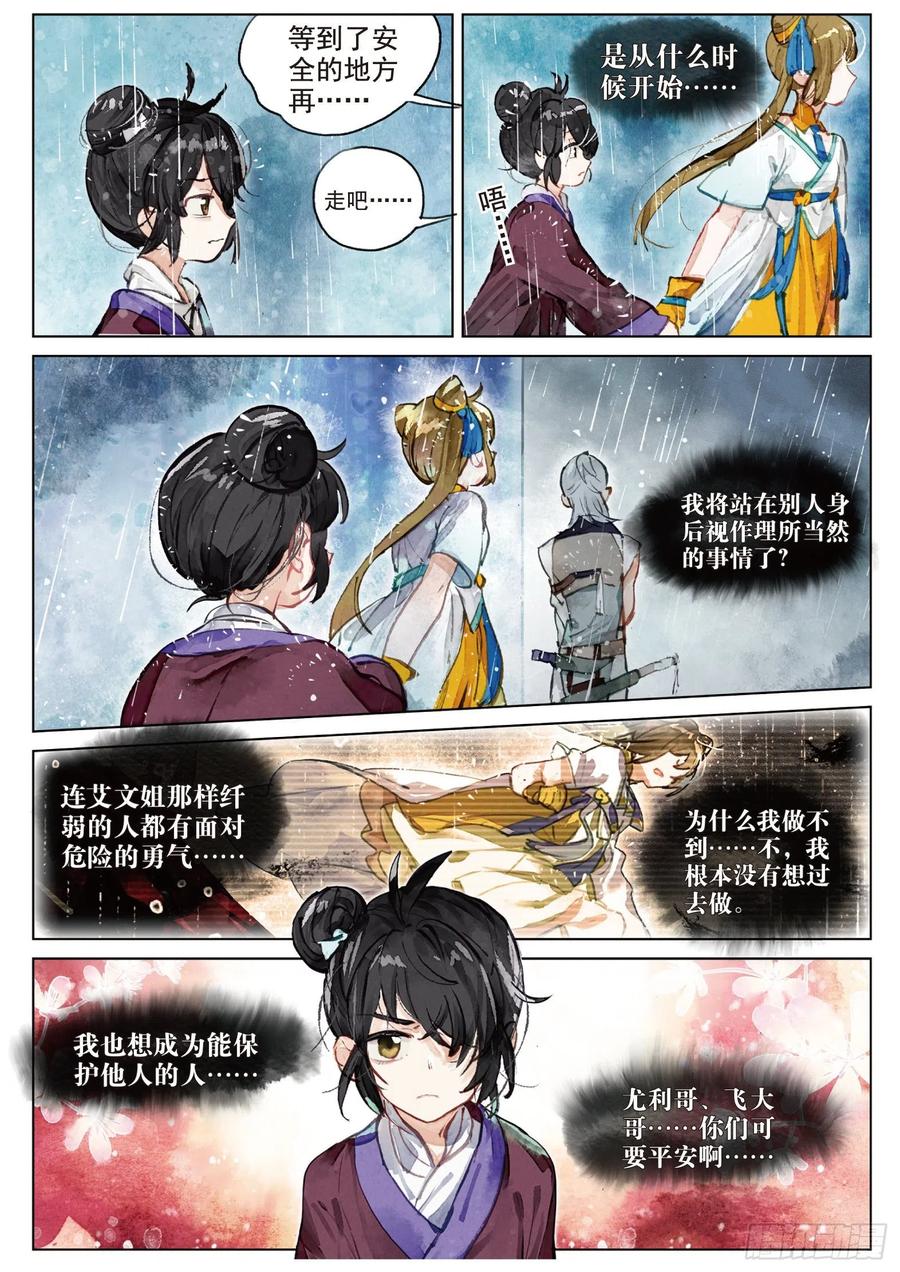 等到了安
全的地方
再……
走吧……
是从什么时
候开始……
唔……
我将站在别人身
后视作理所当然
的事情了？
连艾文姐那样纤
弱的人都有面对
危险的勇气……
为什么我做不
到……不，我
根本没有想过
去做。
我也想成为能保
护他人的人……
尤利哥、飞大
哥……你们可
要平安啊……
腾讯动漫